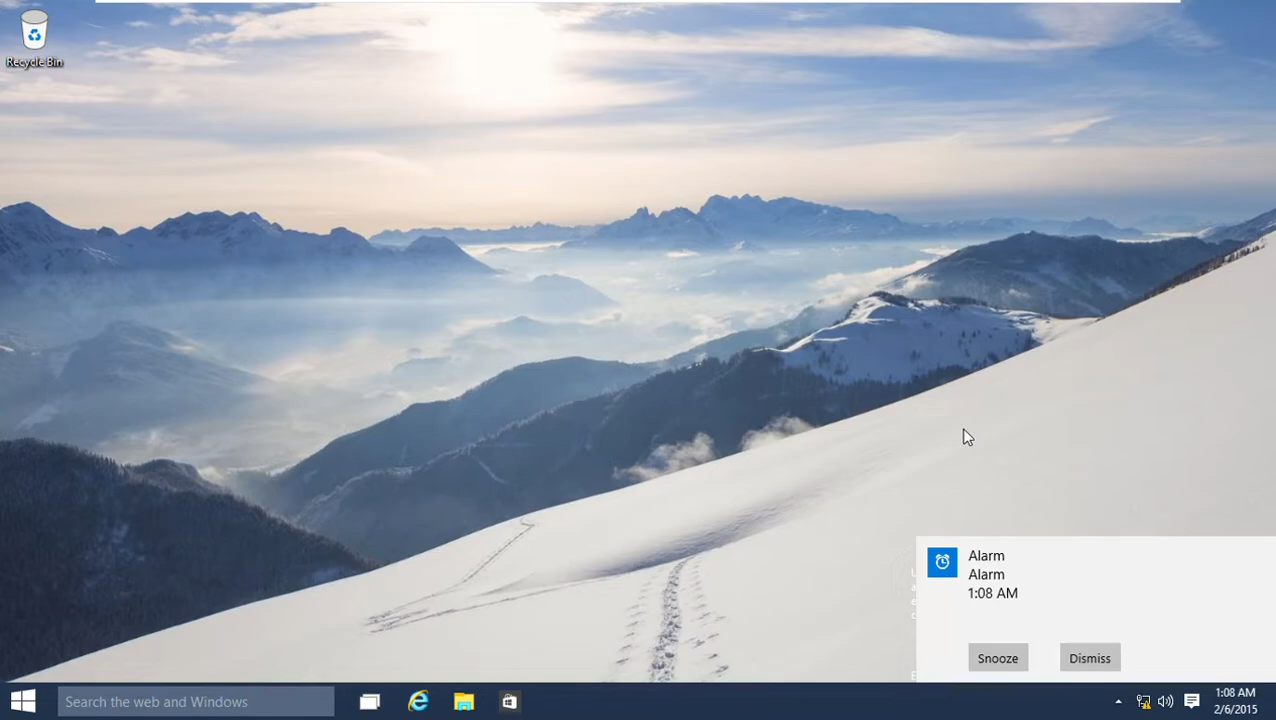 Recycle Bin
Alarm
Alarm
1:08 AM
Snooze
Dismiss
Search the web and Windows
1:08 AM
2/6/2015